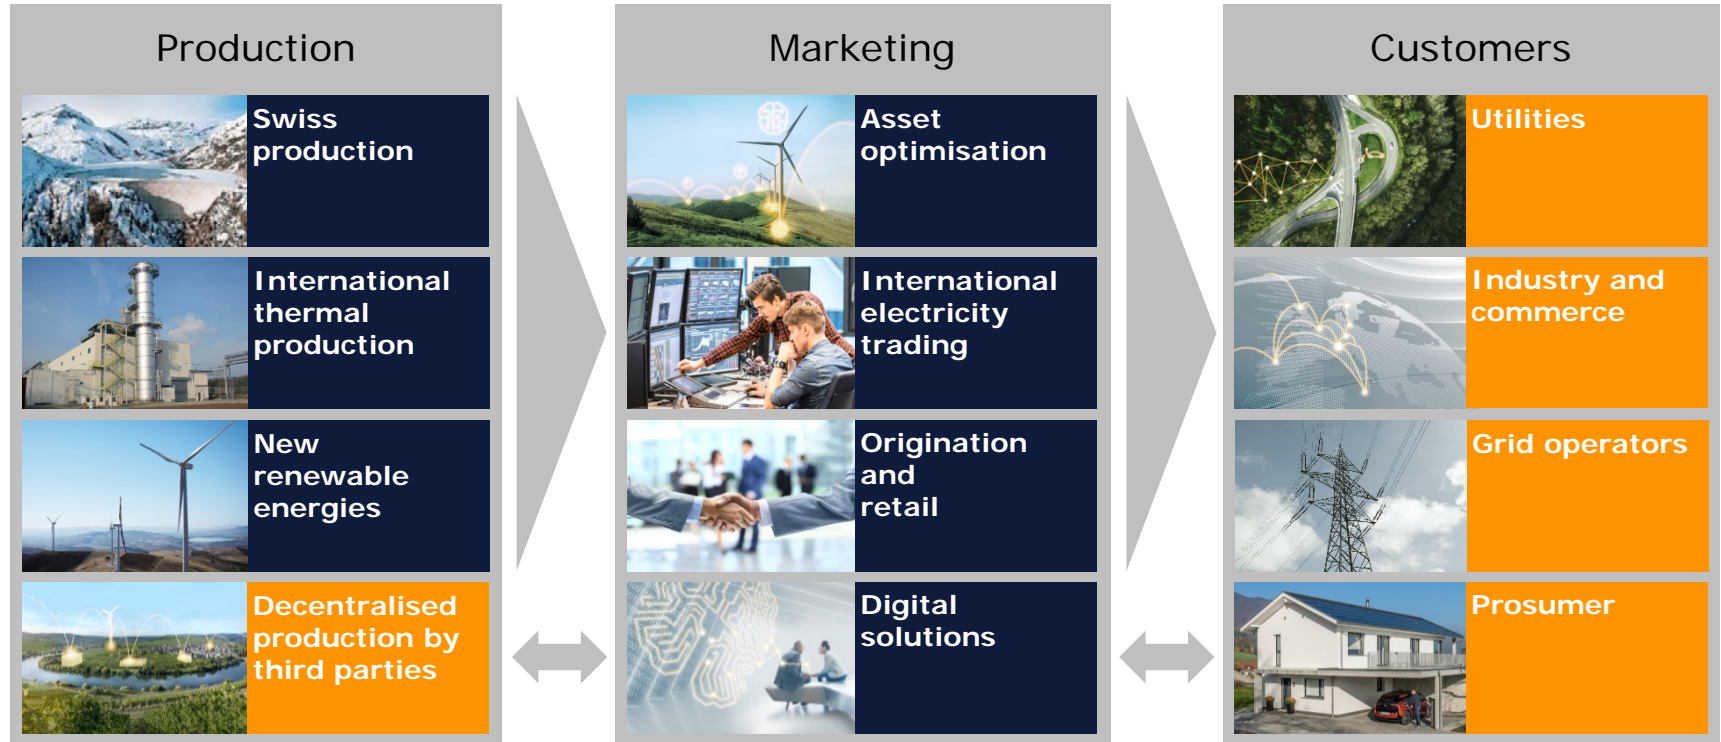 Production
Swiss
production
International
thermal
production
New
renewable
energies
Decentralised
production by
third parties
Marketing
Asset
optimisation
International
electricity
trading
Origination
and
retail
Digital
solutions
Customers
Utilities
Industry and
commerce
Grid operators
Prosumer